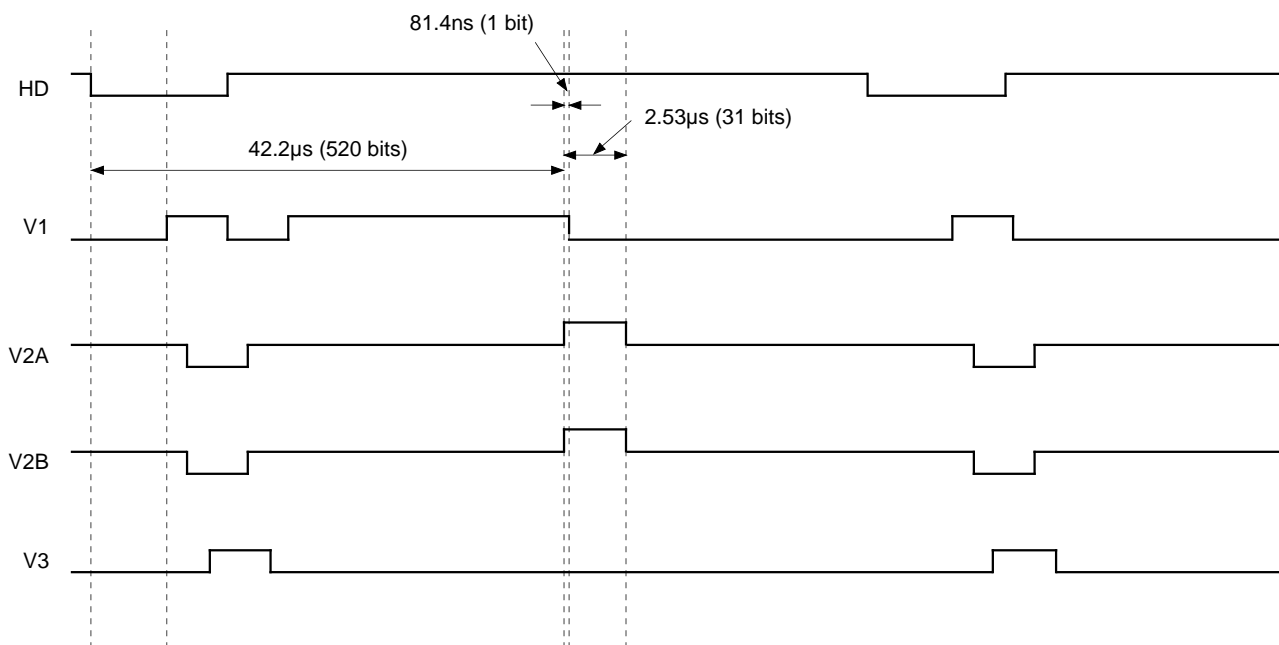 81.4ns (1 bit)
HD
2.53µs (31 bits)
42.2µs (520 bits)
V1
V2A
V2B
V3